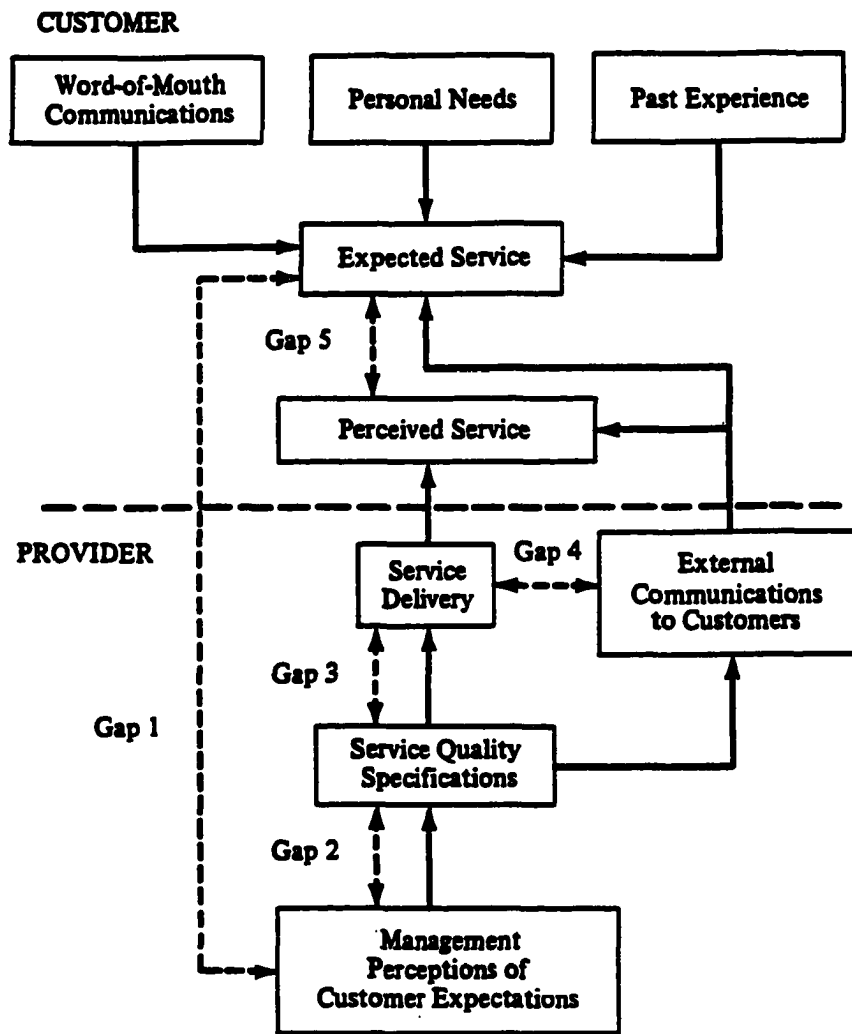 CUSTOMER
Word-of-Mouth
Communications
Personal Needs
Past Experience
Expected Service
Gap 5
Perceived Service
PROVIDER
Service
Delivery
Gap 4
External
Communications
to Customers
Gap 3
Gap 1
Service Quality
Specifications
Gap 2
Management
Perceptions of
Customer Expectations